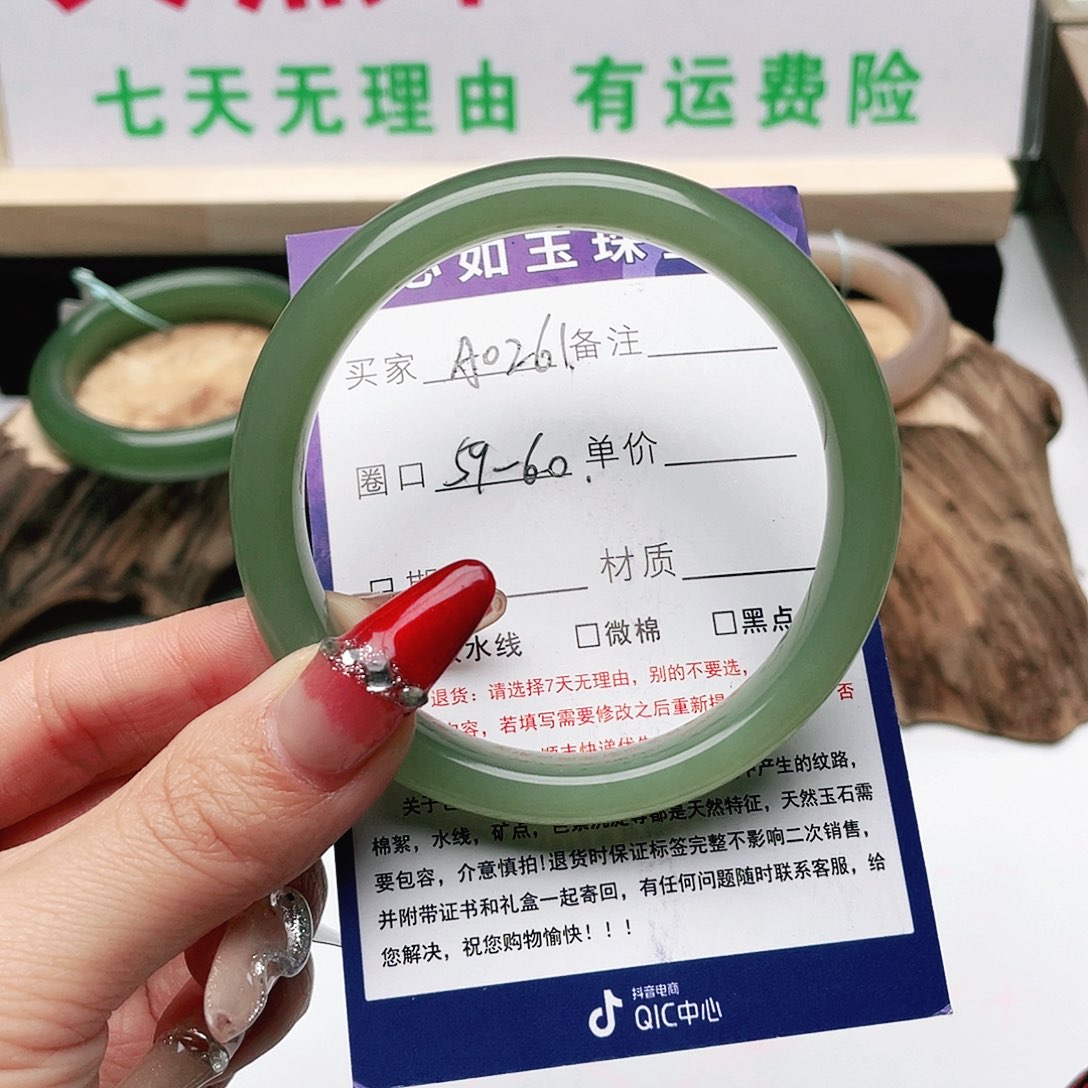 七天无理由 有运费险
如玉珠
买家 A0261. 备注
圈口 59-60. 单价
材质
水线 □微棉 □黑点
退货：请选择7天无理由，别的不要选，
容，若填写需要修改之后重新提 否
产生的纹路，
关于
棉絮，水线，矿点，色素沉淀等都是天然特征，天然玉石需
要包容，介意慎拍!退货时保证标签完整不影响二次销售，
并附带证书和礼盒一起寄回，有任何问题随时联系客服，给
您解决，祝您购物愉快！！！
抖音电商
QIC中心